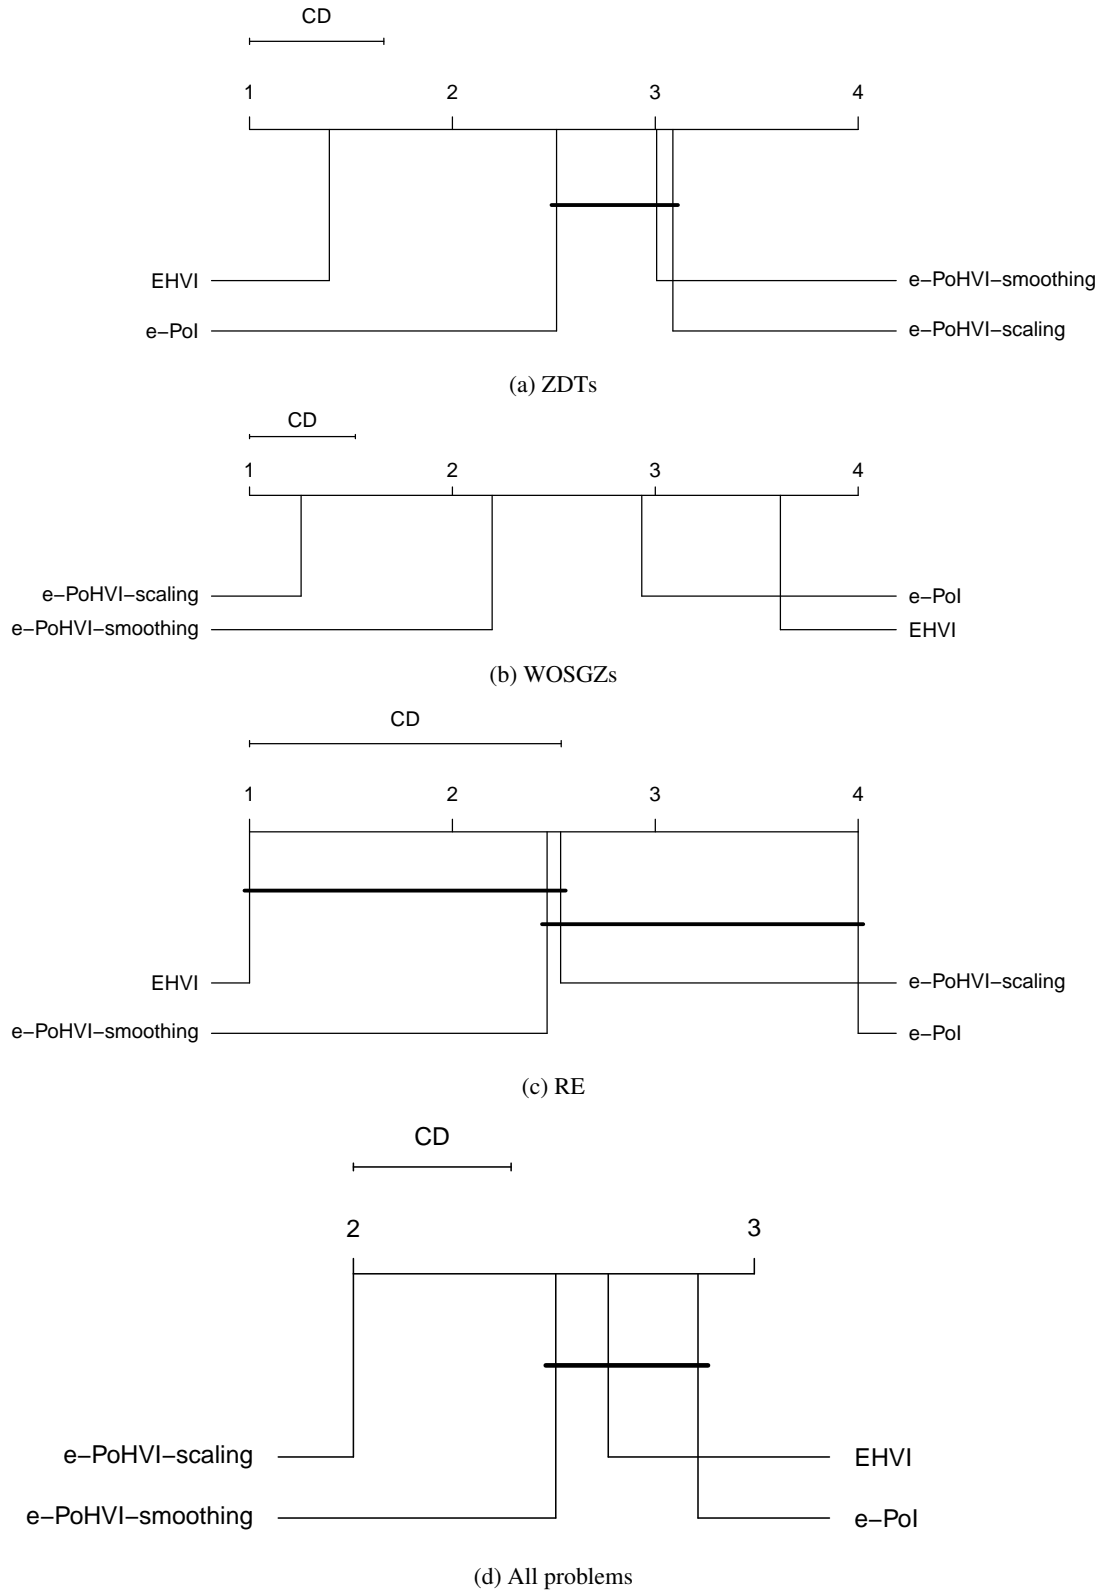 CD
1 2 3 4
EHVI
e−PoI
e−PoHVI−smoothing
e−PoHVI−scaling
(a) ZDTs
CD
1 2 3 4
e−PoHVI−scaling
e−PoHVI−smoothing
e−PoI
EHVI
(b) WOSGZs
CD
1 2 3 4
EHVI
e−PoHVI−smoothing
e−PoHVI−scaling
e−PoI
(c) RE
CD
2 3
e−PoHVI−scaling
e−PoHVI−smoothing
EHVI
e−PoI
(d) All problems